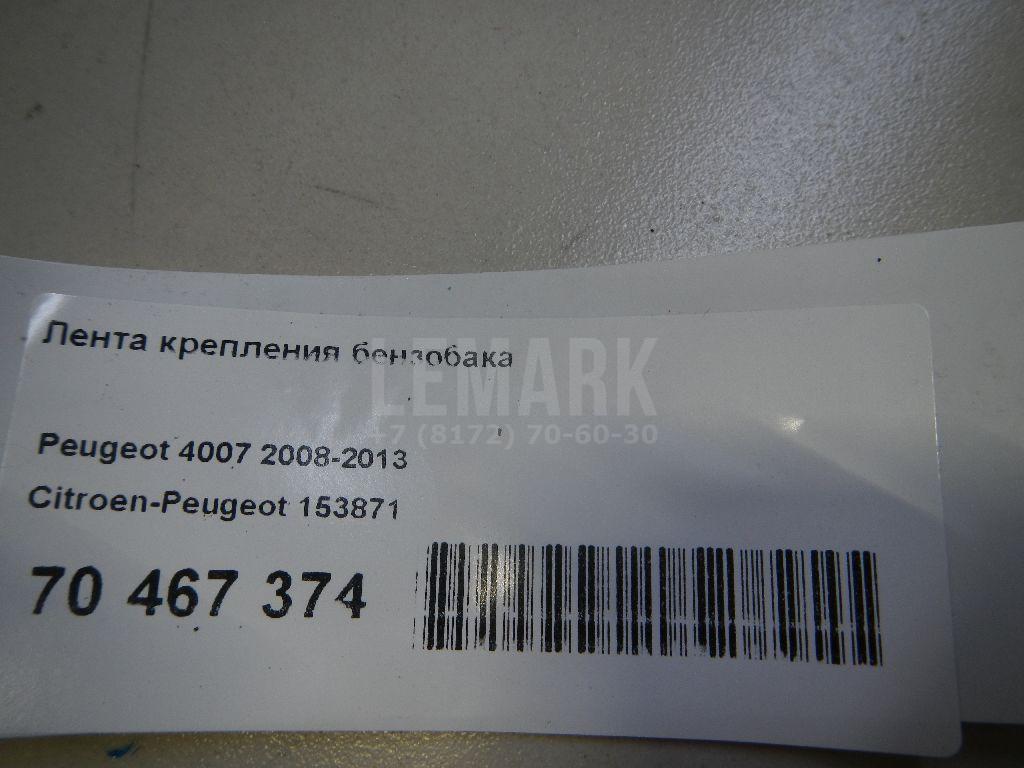 Лента крепления бензобака
LEMARK
+7 (8172) 70-60-30
Peugeot 4007 2008-2013
Citroen-Peugeot 153871
70 467 374